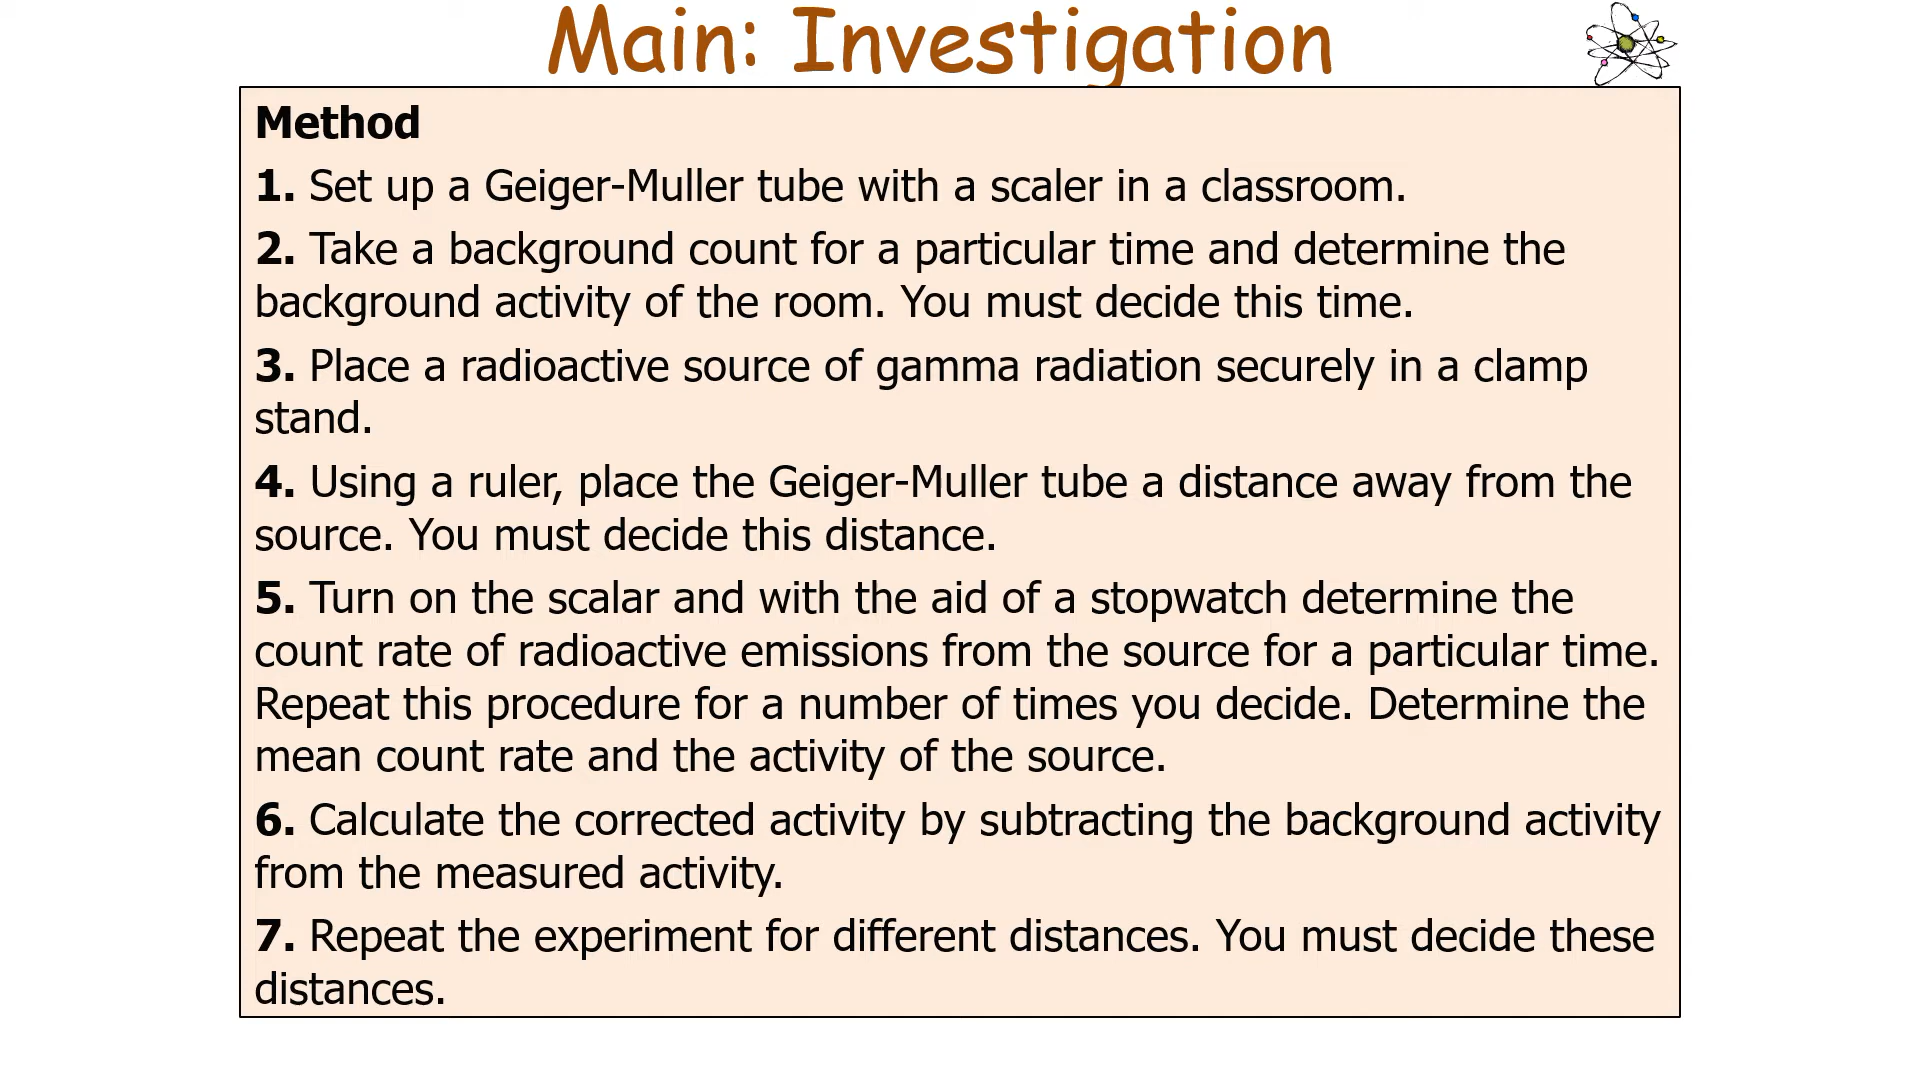 Main: Investigation
Method
1. Set up a Geiger-Muller tube with a scaler in a classroom.
2. Take a background count for a particular time and determine the
background activity of the room. You must decide this time.
3. Place a radioactive source of gamma radiation securely in a clamp
stand.
4. Using a ruler, place the Geiger-Muller tube a distance away from the
source. You must decide this distance.
5. Turn on the scalar and with the aid of a stopwatch determine the
count rate of radioactive emissions from the source for a particular time.
Repeat this procedure for a number of times you decide. Determine the
mean count rate and the activity of the source.
6. Calculate the corrected activity by subtracting the background activity
from the measured activity.
7. Repeat the experiment for different distances. You must decide these
distances.